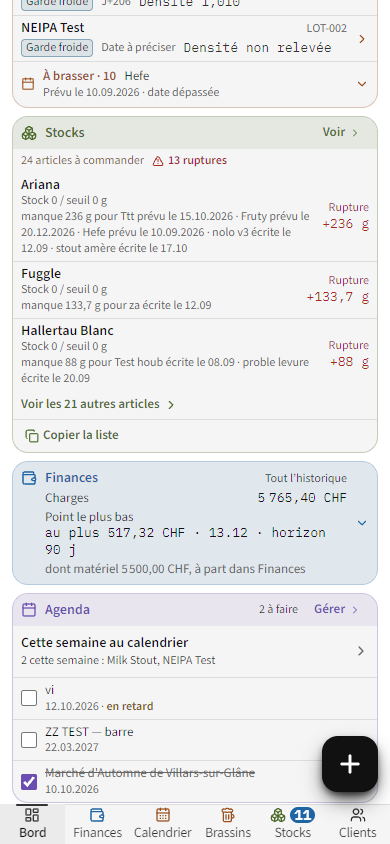 Garde froide J+206 Densité 1,010
NEIPA Test LOT-002
Garde froide Date à préciser Densité non relevée
À brasser · 10 Hefe
Prévu le 10.09.2026 · date dépassée
Stocks Voir
24 articles à commander 13 ruptures
Ariana
Stock 0 / seuil 0 g
manque 236 g pour Ttt prévu le 15.10.2026 · Fruty prévu le
20.12.2026 · Hefe prévu le 10.09.2026 · nolo v3 écrite le
12.09 · stout amère écrite le 17.10
Rupture
+236 g
Fuggle
Stock 0 / seuil 0 g
manque 133,7 g pour za écrite le 12.09
Rupture
+133,7 g
Hallertau Blanc
Stock 0 / seuil 0 g
manque 88 g pour Test houb écrite le 08.09 · proble levure
écrite le 20.09
Rupture
+88 g
Voir les 21 autres articles
Copier la liste
Finances Tout l'historique
Charges 5 765,40 CHF
Point le plus bas
au plus 517,32 CHF · 13.12 · horizon
90 j
dont matériel 5 500,00 CHF, à part dans Finances
Agenda 2 à faire Gérer
Cette semaine au calendrier
2 cette semaine : Milk Stout, NEIPA Test
vi
12.10.2026 · en retard
ZZ TEST — barre
22.03.2027
Marché d'Automne de Villars-sur-Glâne
10.10.2026
Bord Finances Calendrier Brassins Stocks 11 Clients